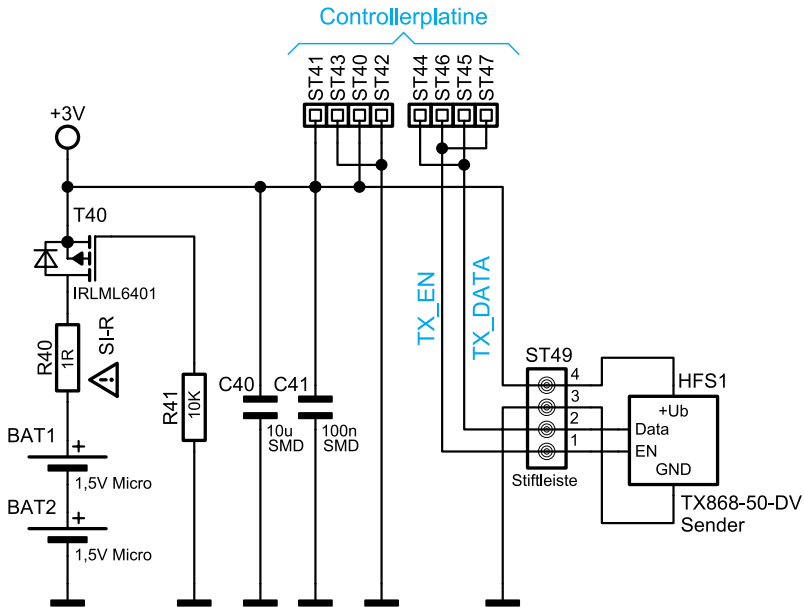 Controllerplatine
ST41
ST43
ST40
ST42
ST44
ST46
ST45
ST47
+3V
T40
IRLML6401
R40
1R
SI-R
R41
10K
C40
10u
SMD
C41
100n
SMD
TX_EN
TX_DATA
BAT1
+
1,5V Micro
BAT2
+
1,5V Micro
ST49
4
3
2
1
Stiftleiste
HFS1
+Ub
Data
EN
GND
TX868-50-DV
Sender